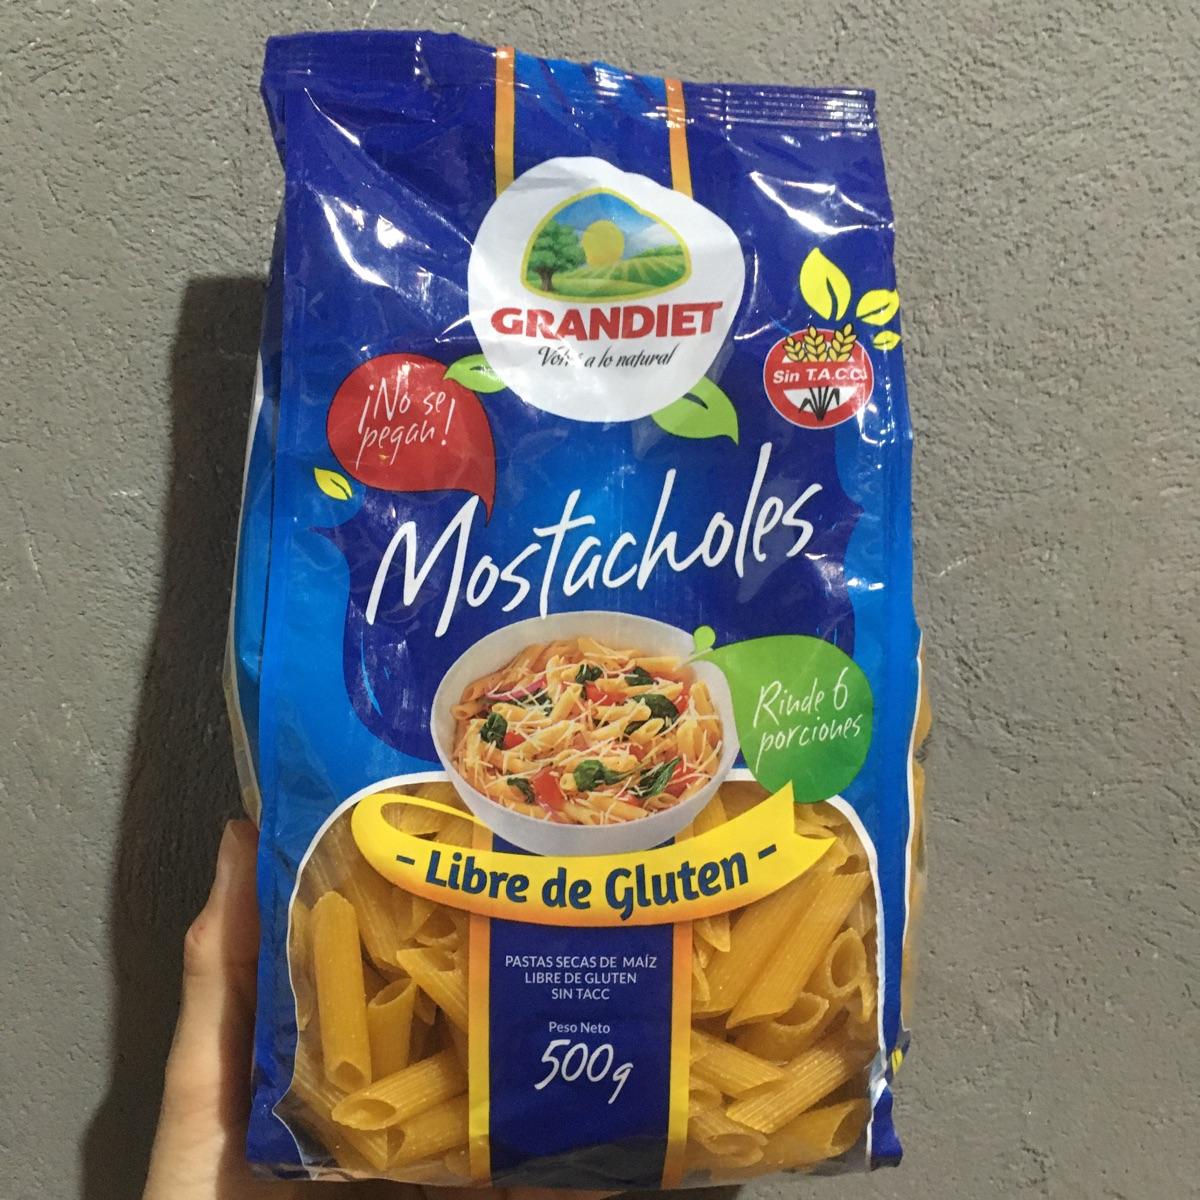 GRANDIET
a lo natural
¡No se
pegan!
Sin T.A.C.C.
Mostacholes
Rinde 6
porciones
- Libre de Gluten -
PASTAS SECAS DE MAÍZ
LIBRE DE GLUTEN
SIN TACC
Peso Neto
500g